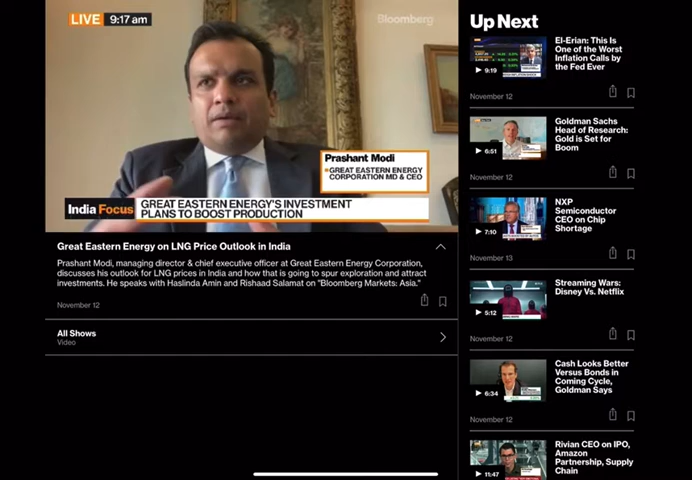 LIVE 9:17 am
Bloomberg
Prashant Modi
GREAT EASTERN ENERGY
CORPORATION MD & CEO
India Focus
GREAT EASTERN ENERGY'S INVESTMENT
PLANS TO BOOST PRODUCTION
Great Eastern Energy on LNG Price Outlook in India
Prashant Modi, managing director & chief executive officer at Great Eastern Energy Corporation,
discusses his outlook for LNG prices in India and how that is going to spur exploration and attract
investments. He speaks with Haslinda Amin and Rishaad Salamat on "Bloomberg Markets: Asia."
November 12
All Shows
Video
Up Next
9:19
El-Erian: This Is
One of the Worst
Inflation Calls by
the Fed Ever
November 12
6:51
Goldman Sachs
Head of Research:
Gold is Set for
Boom
November 12
7:10
NXP
Semiconductor
CEO on Chip
Shortage
November 13
5:12
Streaming Wars:
Disney Vs. Netflix
November 12
6:34
Cash Looks Better
Versus Bonds in
Coming Cycle,
Goldman Says
November 12
11:47
Rivian CEO on IPO,
Amazon
Partnership, Supply
Chain